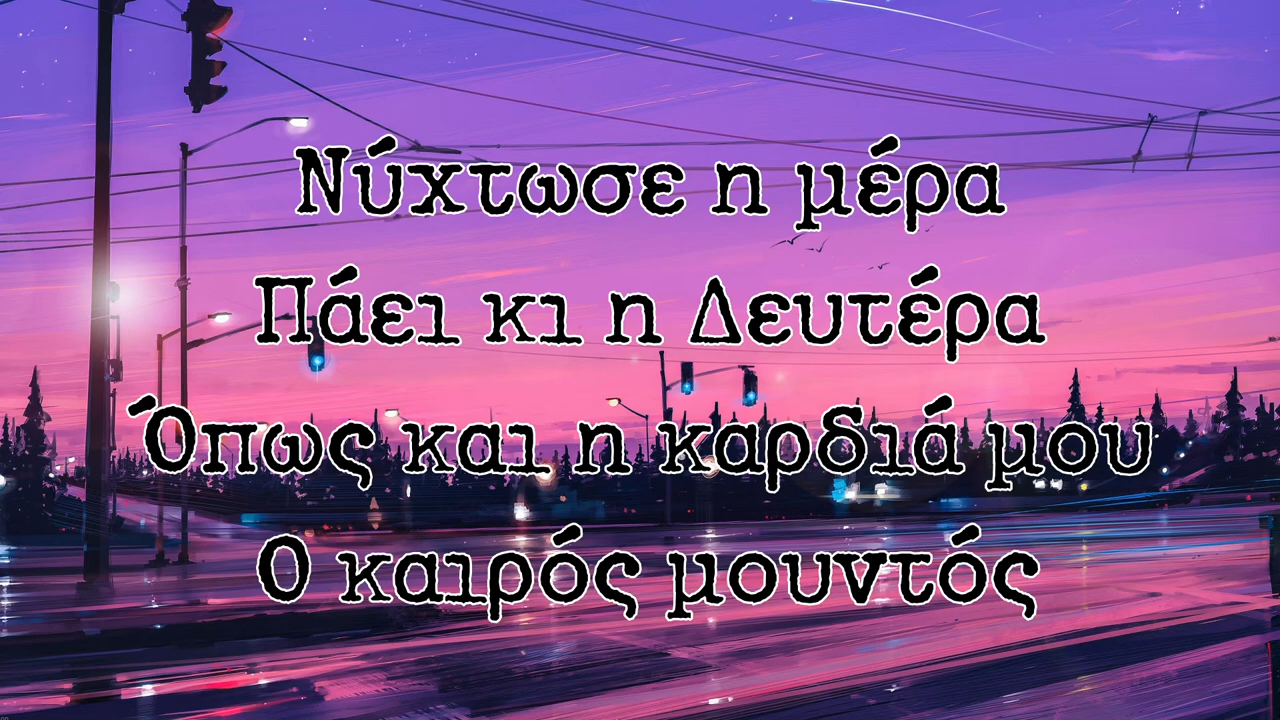 Νύχτωσε η μέρα
Πάει κι η Δευτέρα
Όπως και η καρδιά μου
Ο καιρός μουντός